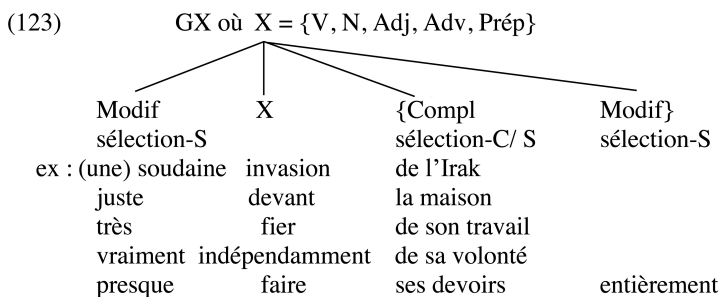 (123) GX où X = {V, N, Adj, Adv, Prép}
Modif X {Compl Modif}
sélection-S sélection-C/ S sélection-S
ex : (une) soudaine invasion de l'Irak
juste devant la maison
très fier de son travail
vraiment indépendamment de sa volonté
presque faire ses devoirs entièrement